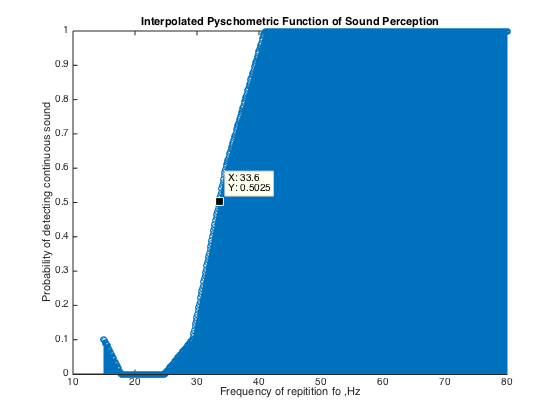 Interpolated Pyschometric Function of Sound Perception
1
0.9
0.8
0.7
0.6
0.5
0.4
0.3
0.2
0.1
0
Probability of detecting continuous sound
X: 33.6
Y: 0.5025
10 20 30 40 50 60 70 80
Frequency of repitition fo ,Hz